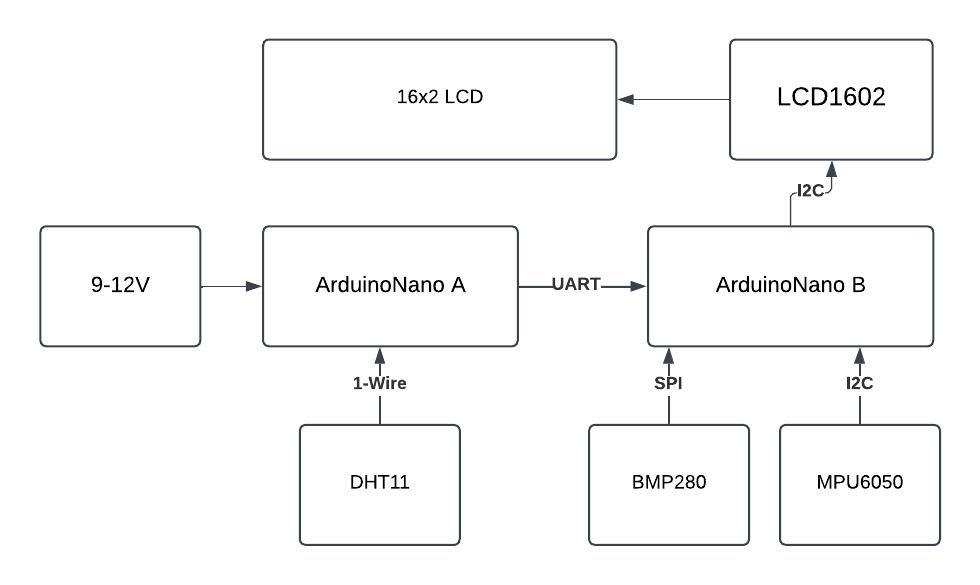 16x2 LCD
LCD1602
I2C
9-12V
ArduinoNano A
UART
ArduinoNano B
1-Wire
SPI
I2C
DHT11
BMP280
MPU6050